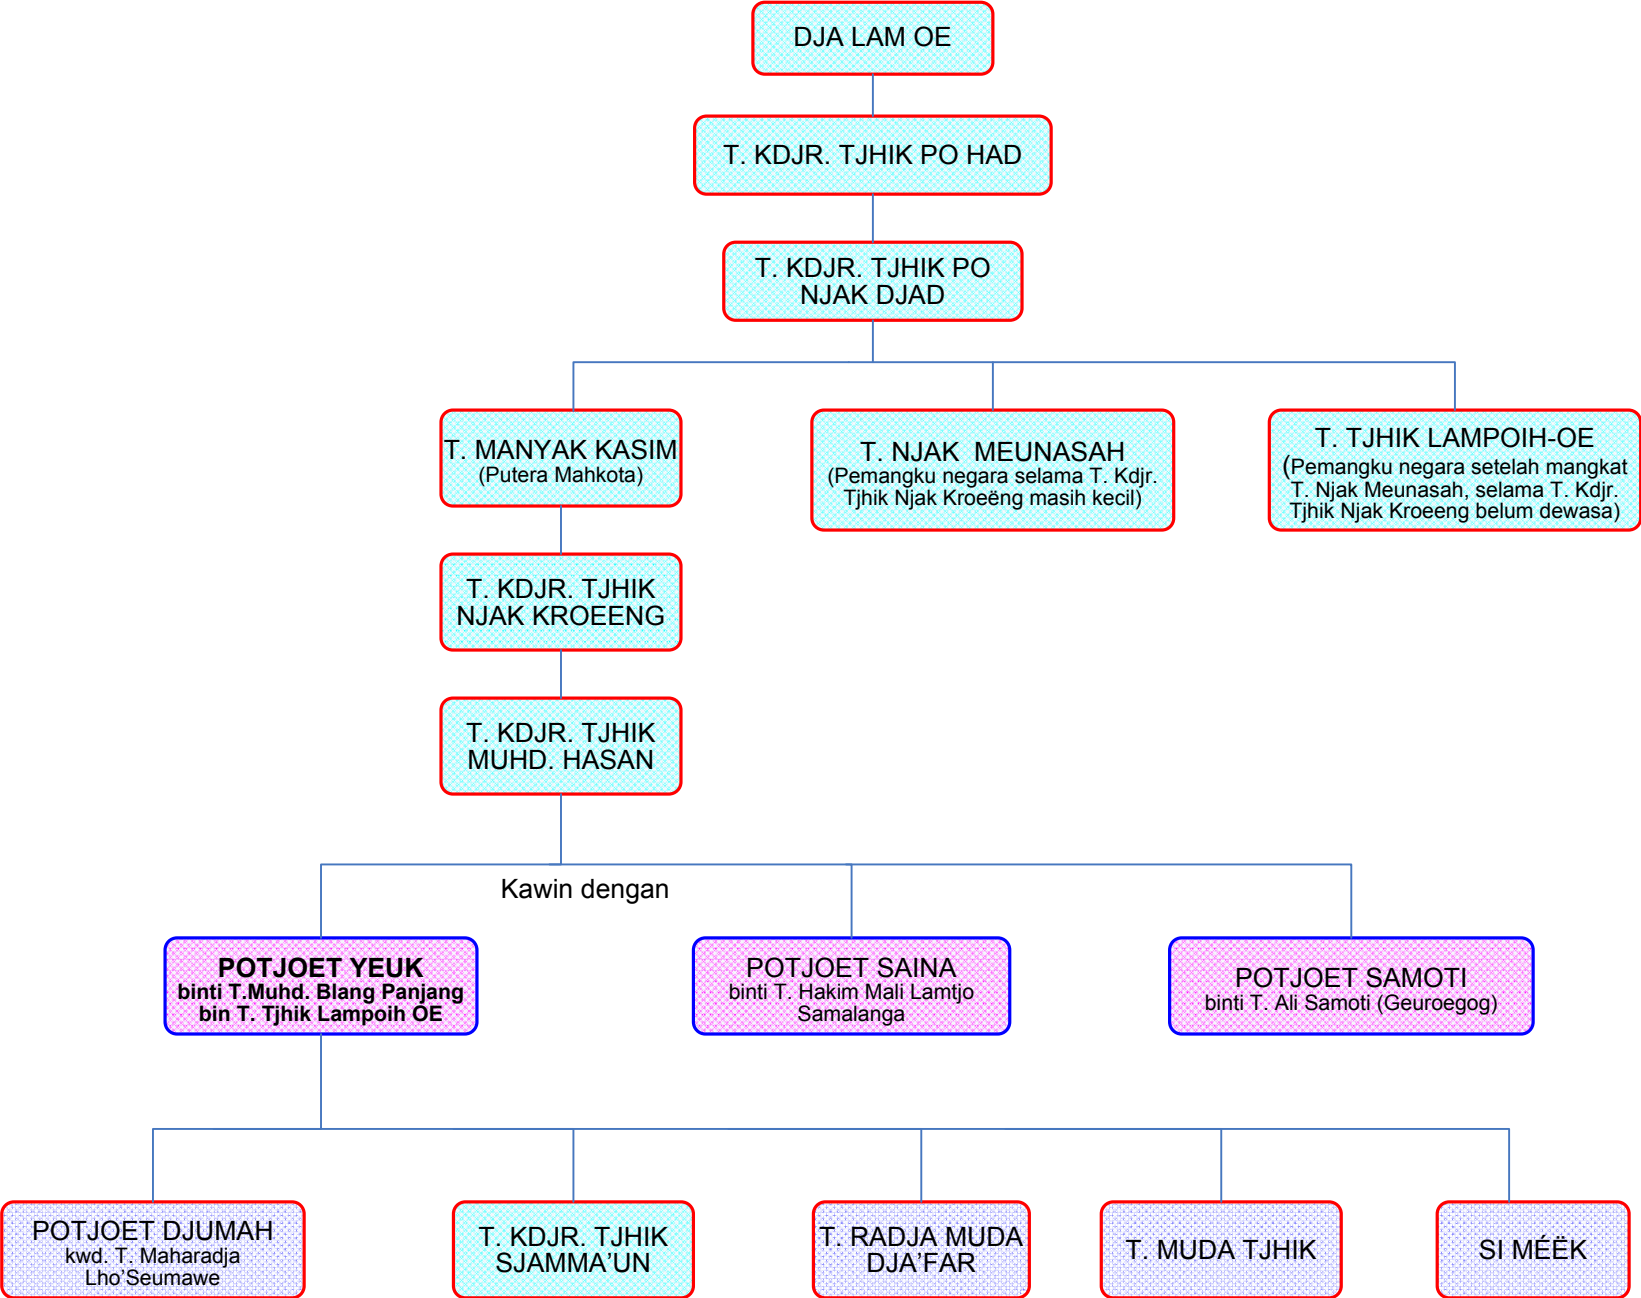 DJA LAM OE
T. KDJR. TJHIK PO HAD
T. KDJR. TJHIK PO
NJAK DJAD
T. MANYAK KASIM
(Putera Mahkota)
T. NJAK MEUNASAH
(Pemangku negara selama T. Kdjr.
Tjhik Njak Kroeëng masih kecil)
T. TJHIK LAMPOIH-OE
(Pemangku negara setelah mangkat
T. Njak Meunasah, selama T. Kdjr.
Tjhik Njak Kroeeng belum dewasa)
T. KDJR. TJHIK
NJAK KROEENG
T. KDJR. TJHIK
MUHD. HASAN
Kawin dengan
POTJOET YEUK
binti T.Muhd. Blang Panjang
bin T. Tjhik Lampoih OE
POTJOET SAINA
binti T. Hakim Mali Lamtjo
Samalanga
POTJOET SAMOTI
binti T. Ali Samoti (Geuroegog)
POTJOET DJUMAH
kwd. T. Maharadja
Lho’Seumawe
T. KDJR. TJHIK
SJAMMA’UN
T. RADJA MUDA
DJA’FAR
T. MUDA TJHIK
SI MÉËK